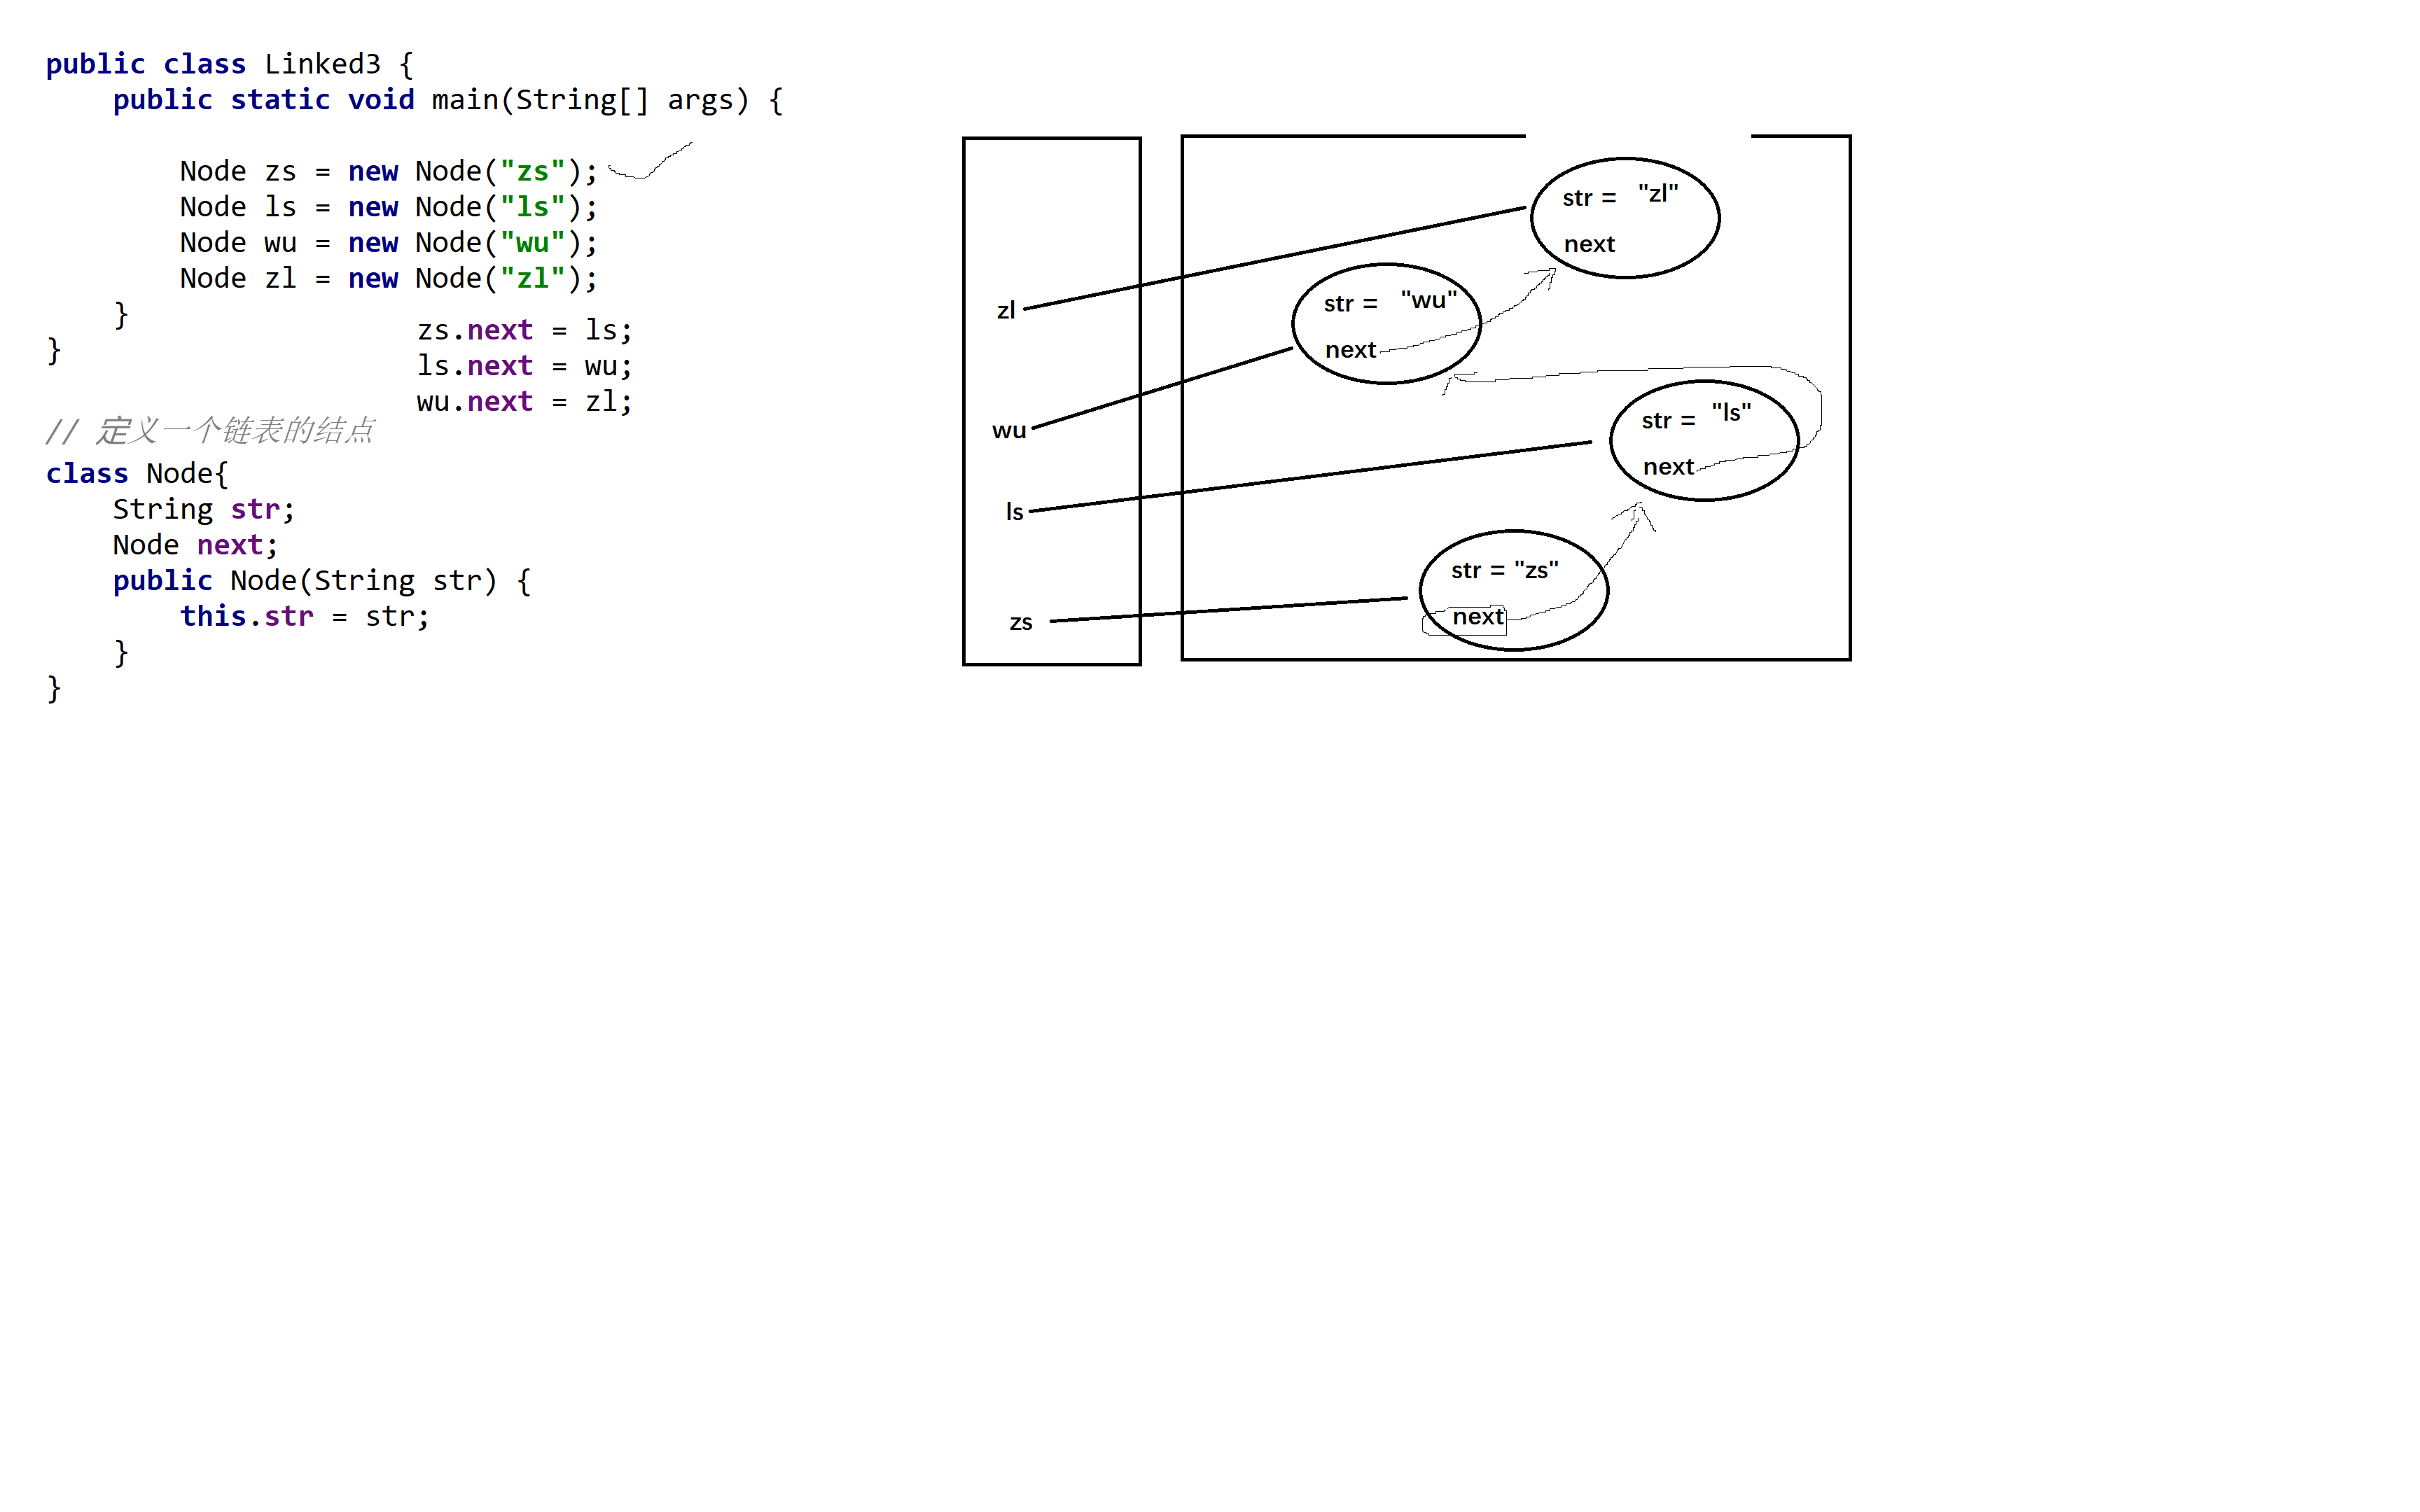 public class Linked3 {
public static void main(String[] args) {
Node zs = new Node("zs");
Node ls = new Node("ls");
Node wu = new Node("wu");
Node zl = new Node("zl");
}
}
zs.next = ls;
ls.next = wu;
wu.next = zl;
// 定义一个链表的结点
class Node{
String str;
Node next;
public Node(String str) {
this.str = str;
}
}
zl
wu
ls
zs
str = "zl"
next
str = "wu"
next
str = "ls"
next
str = "zs"
next